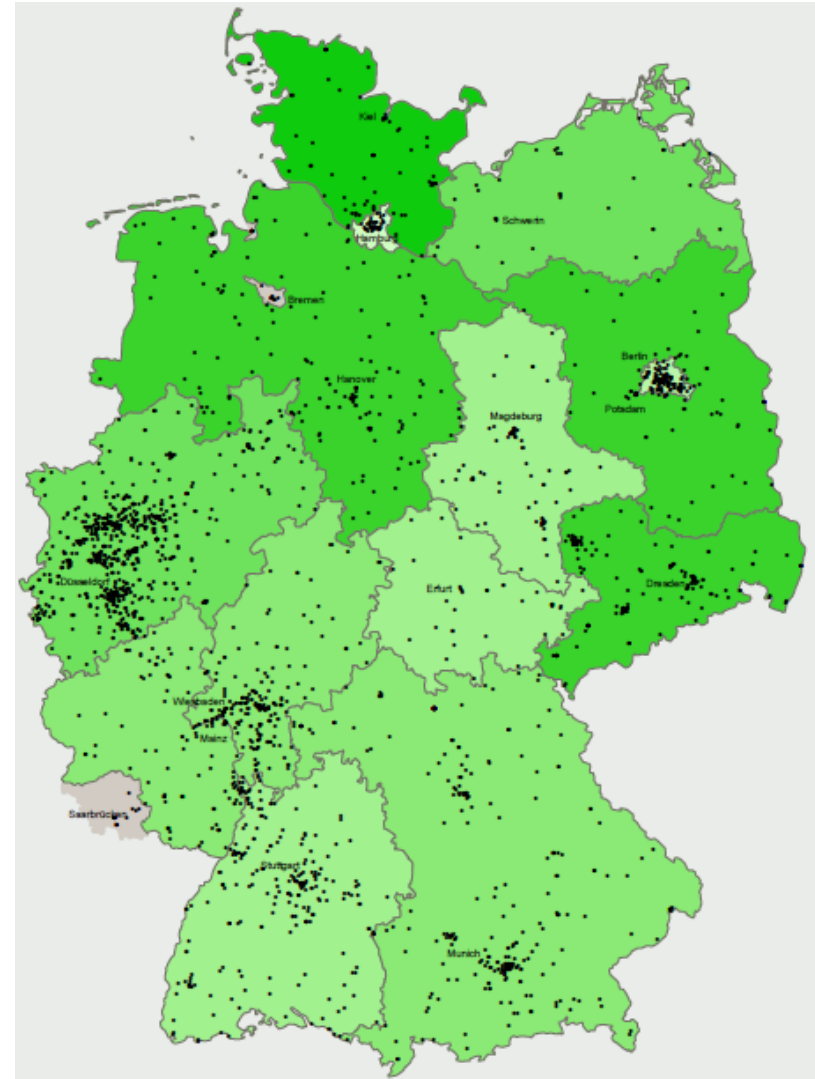 Kiel
Schwerin
Hamburg
Bremen
Berlin
Hanover
Potsdam
Magdeburg
Düsseldorf
Erfurt
Dresden
Wiesbaden
Mainz
Saarbrücken
Stuttgart
Munich